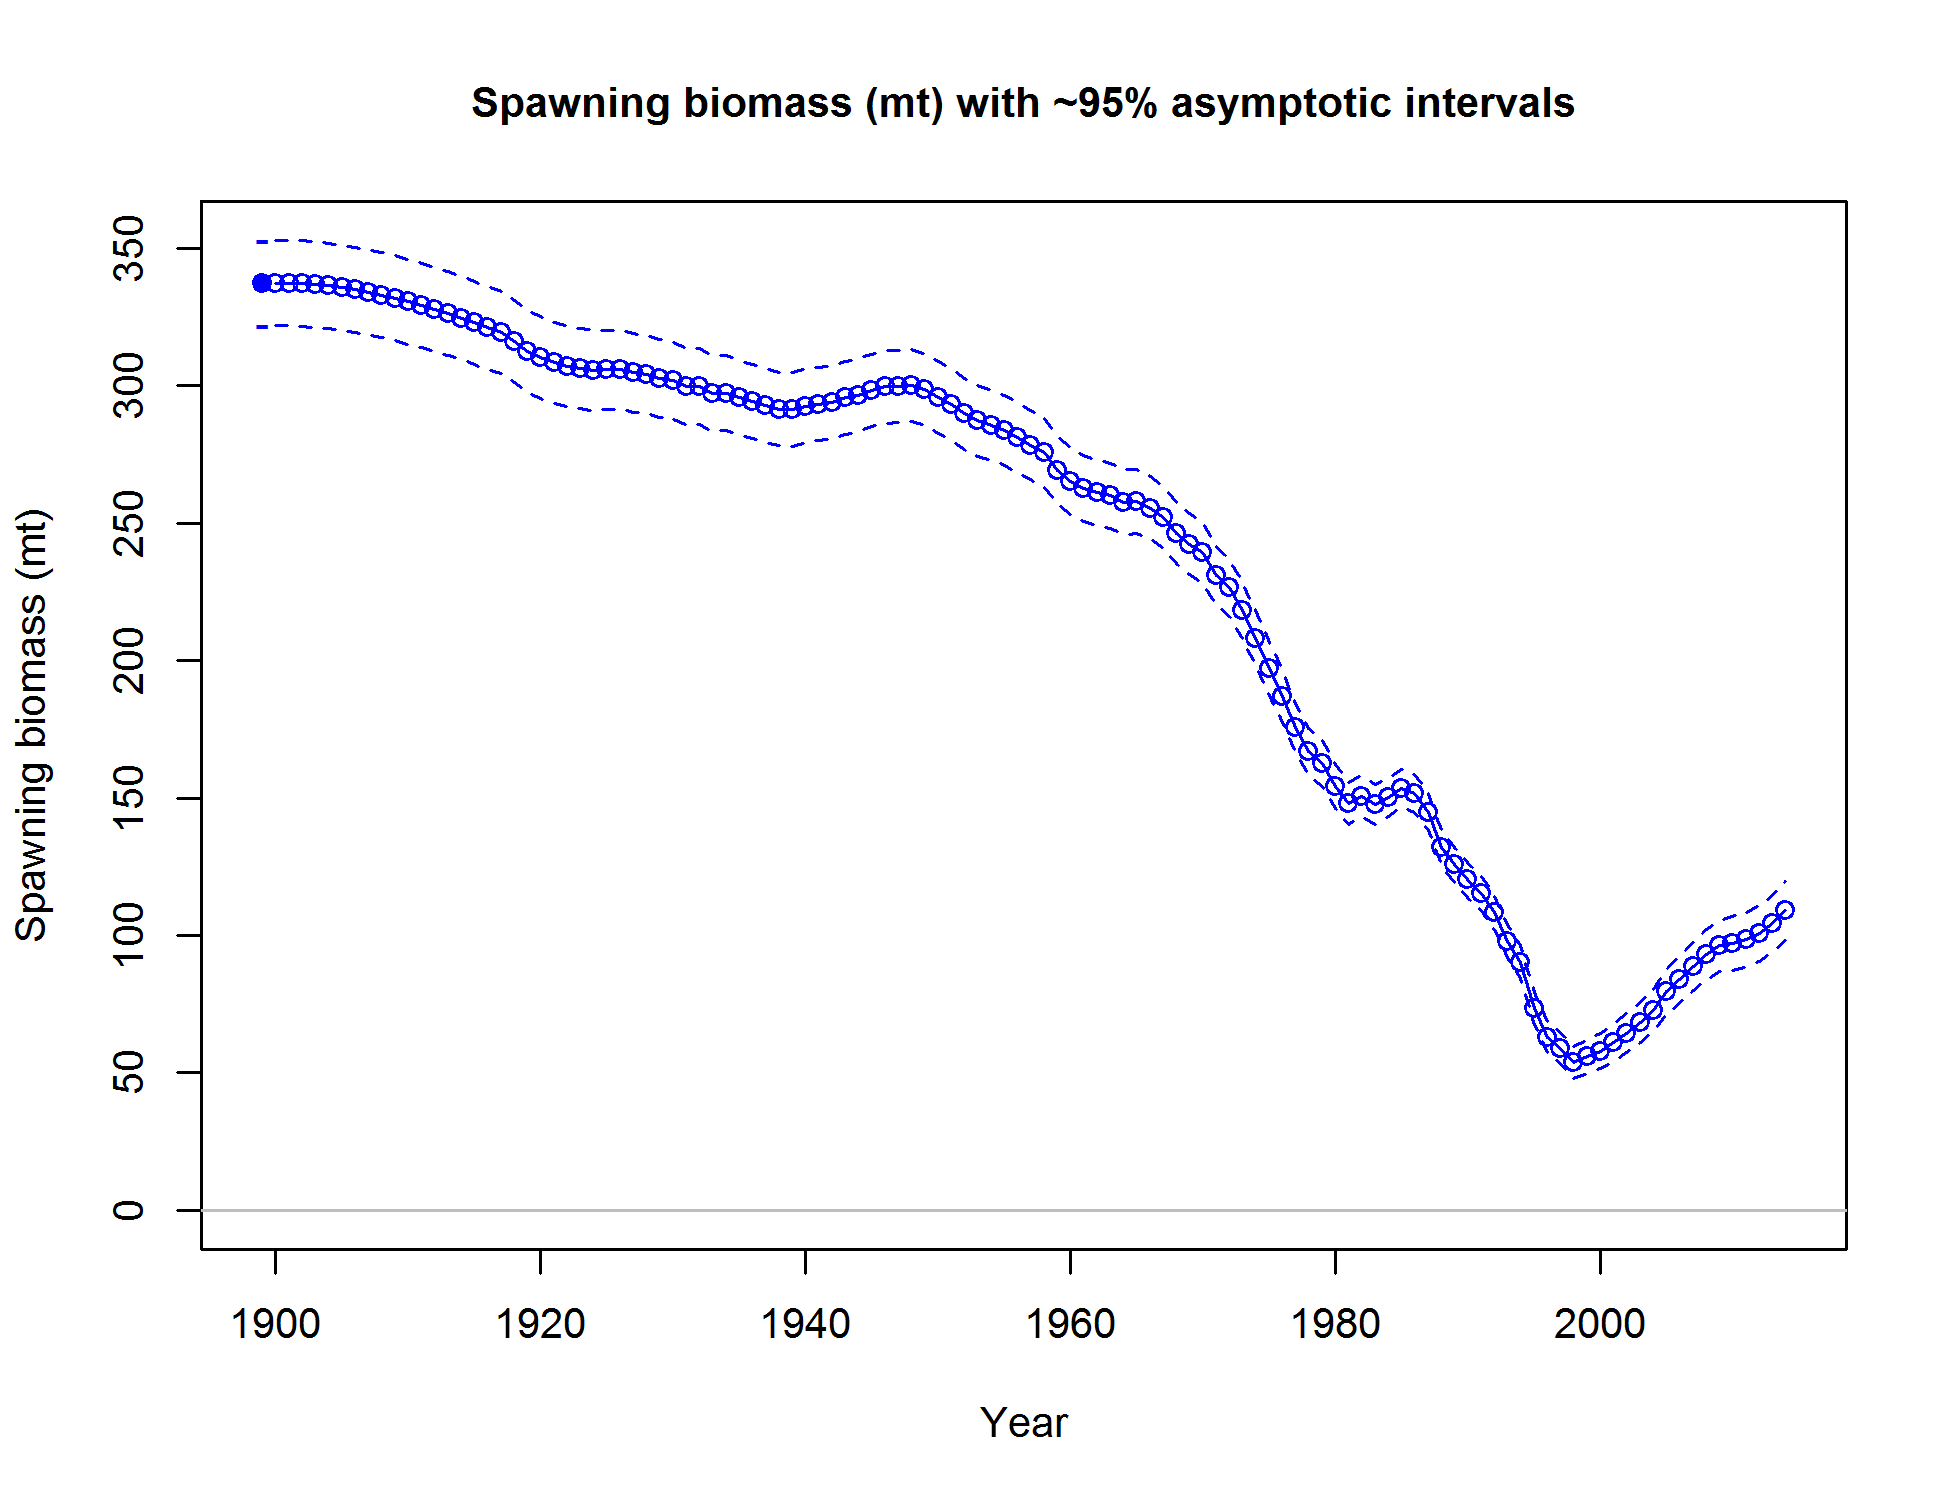 Spawning biomass (mt) with ~95% asymptotic intervals
Spawning biomass (mt)
350
300
250
200
150
100
50
0
1900 1920 1940 1960 1980 2000
Year